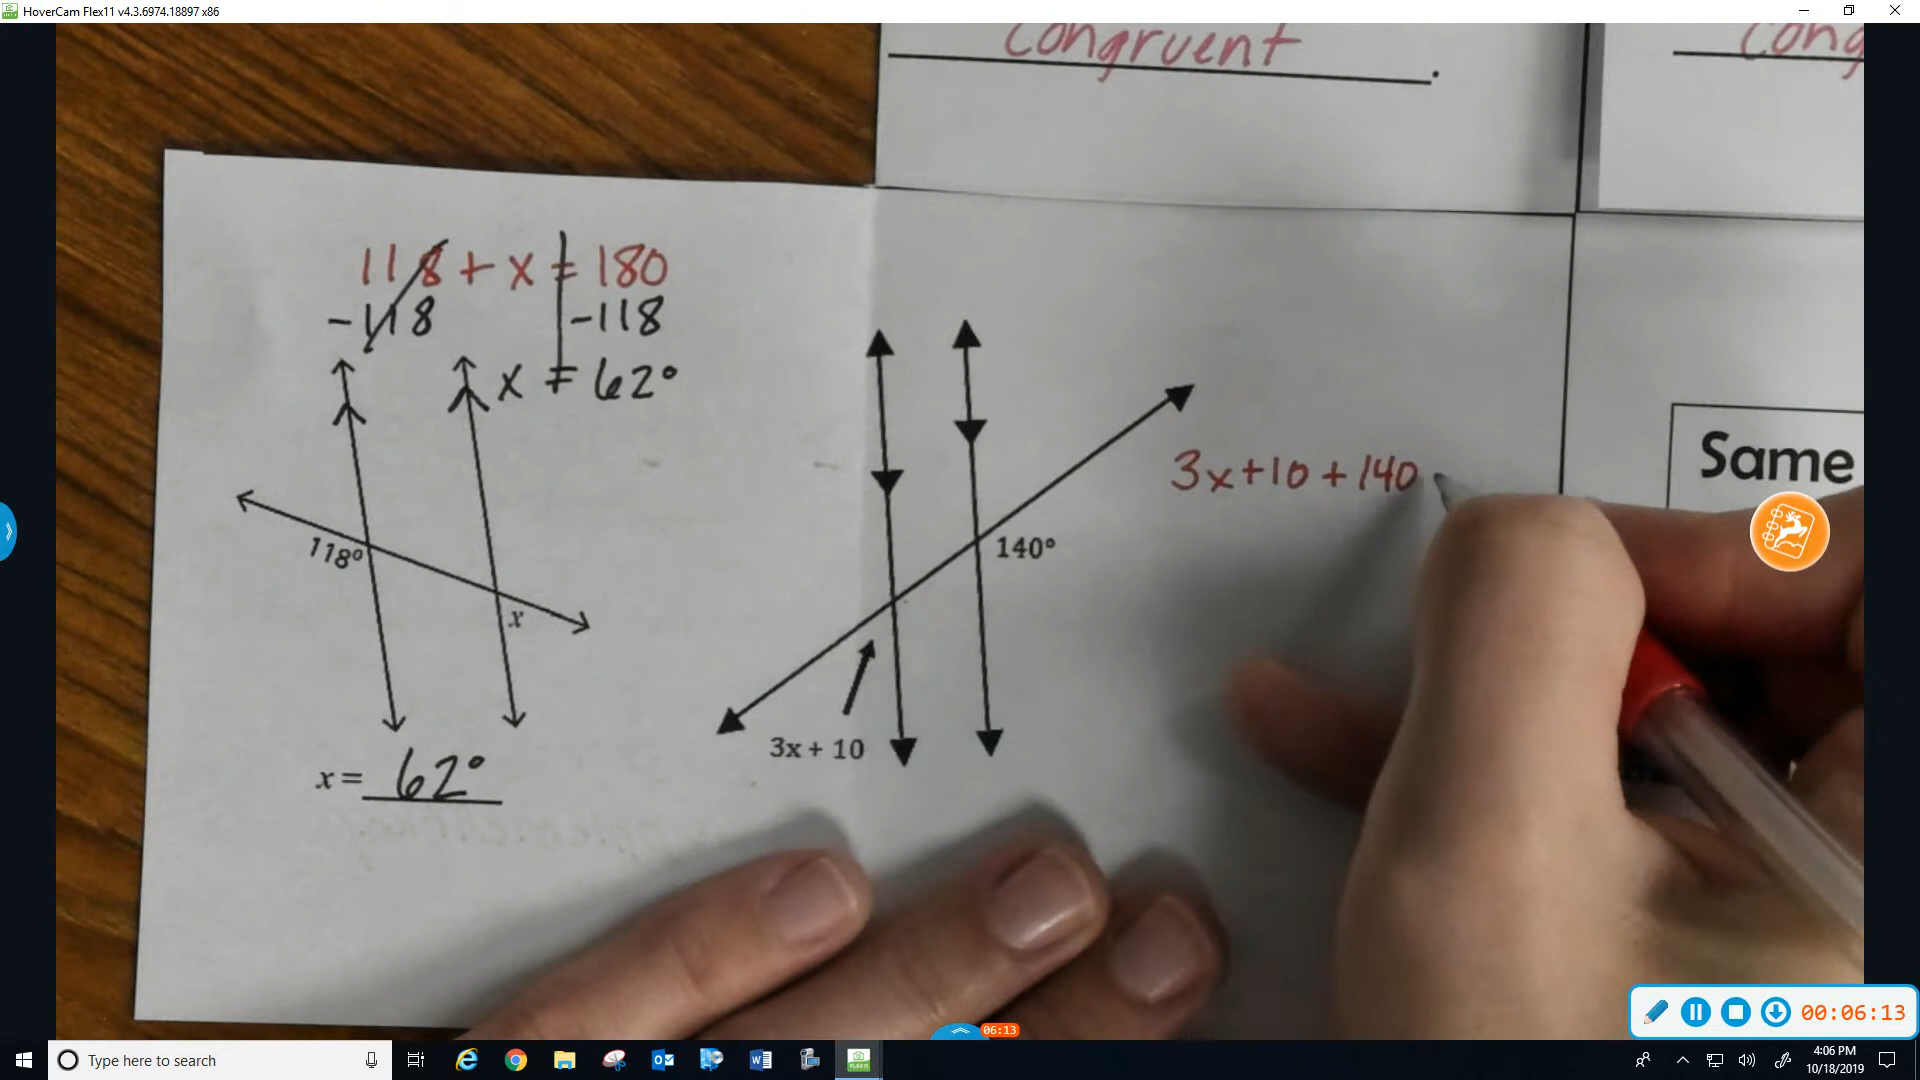 HoverCam Flex11 v4.3.6974.18897 x86
congruent.
cong
118 + x = 180
-118 -118
x = 62°
118°
x
x = 62°
3x+10+140
140°
3x + 10
Same
00:06:13
06:13
Type here to search
4:06 PM
10/18/2019